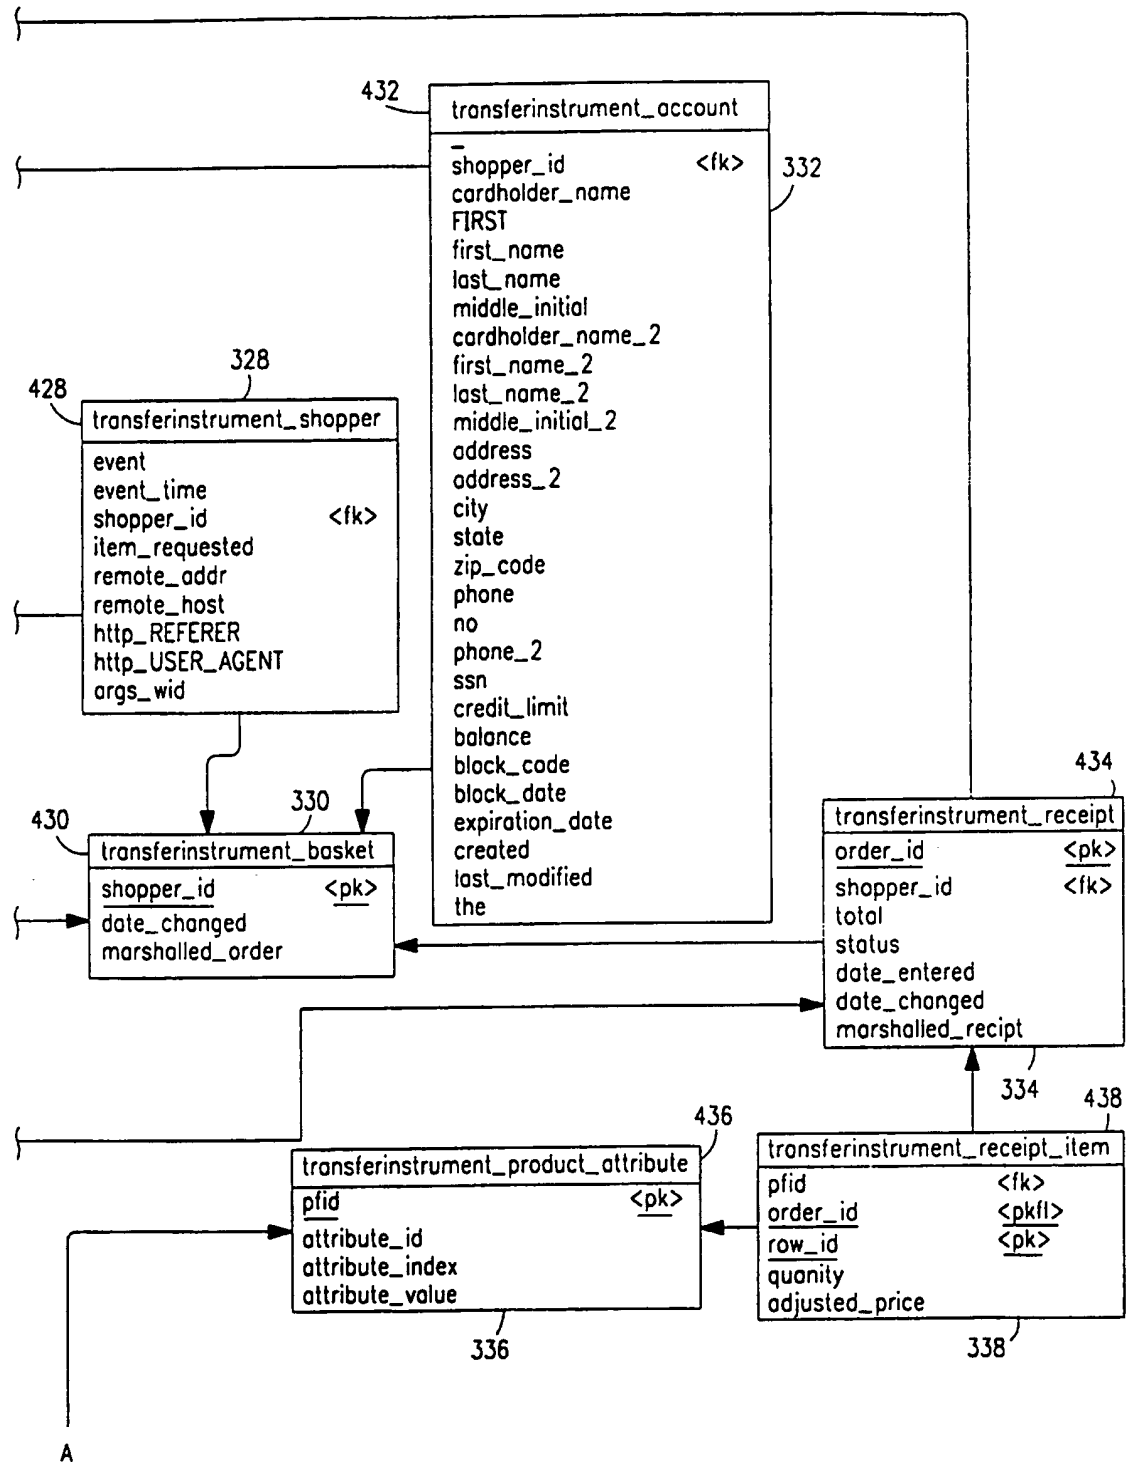 432
transferinstrument_account
shopper_id <fk>
332
cardholder_name
FIRST
first_name
last_name
middle_initial
cardholder_name_2
first_name_2
last_name_2
middle_initial_2
address
address_2
city
state
zip_code
phone
no
phone_2
ssn
credit_limit
balance
block_code
block_date
expiration_date
created
last_modified
the
328
428
transferinstrument_shopper
event
event_time
shopper_id <fk>
item_requested
remote_addr
remote_host
http_REFERER
http_USER_AGENT
args_wid
330
430
transferinstrument_basket
shopper_id <pk>
date_changed
marshalled_order
434
transferinstrument_receipt
order_id <pk>
shopper_id <fk>
total
status
date_entered
date_changed
marshalled_recipt
334
436
transferinstrument_product_attribute
pfid <pk>
attribute_id
attribute_index
attribute_value
336
438
transferinstrument_receipt_item
pfid <fk>
order_id <pkfl>
row_id <pk>
quanity
adjusted_price
338
A